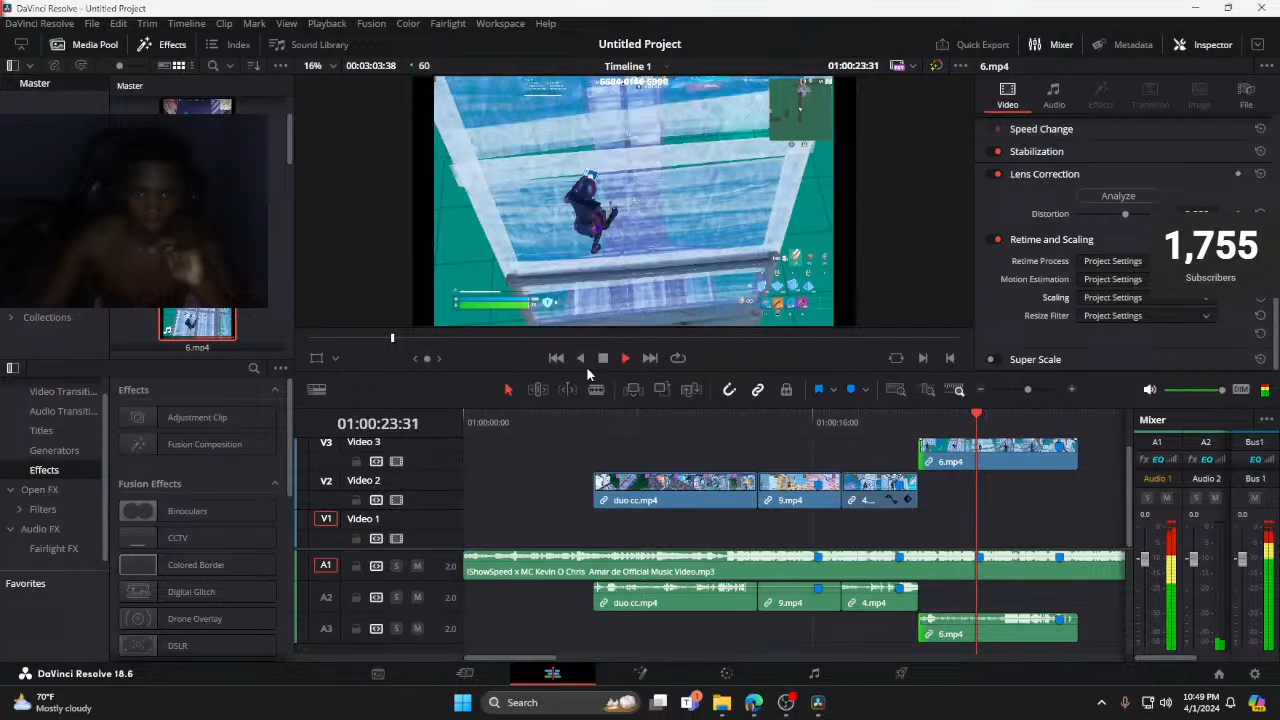 DaVinci Resolve - Untitled Project
DaVinci Resolve File Edit Trim Timeline Clip Mark View Playback Fusion Color Fairlight Workspace Help
Media Pool Effects Index Sound Library Untitled Project Quick Export Mixer Metadata Inspector
16% 00:03:03:38 60 Timeline 1 01:00:23:31 6.mp4
Master Master
Video Audio Effects Transition Image File
Speed Change
Stabilization
Lens Correction
Analyze
Distortion
Retime and Scaling
Retime Process Project Settings
Motion Estimation Project Settings
Scaling Project Settings
Resize Filter Project Settings
Super Scale
1,755
Subscribers
Collections
6.mp4
Video Transiti...
Audio Transiti...
Titles
Generators
Effects
Open FX
Filters
Audio FX
Fairlight FX
Favorites
Effects
Adjustment Clip
Fusion Composition
Fusion Effects
Binoculars
CCTV
Colored Border
Digital Glitch
Drone Overlay
DSLR
DIM
01:00:23:31 01:00:00:00 01:00:16:00
V3 Video 3
6.mp4
V2 Video 2
duo cc.mp4 9.mp4 4...
V1 Video 1
A1 S M 2.0
IShowSpeed x MC Kevin O Chris Amar de Official Music Video.mp3
A2 S M 2.0
duo cc.mp4 9.mp4 4.mp4
A3 S M 2.0
6.mp4
Mixer
A1 A2 Bus1
fx EQ fx EQ fx EQ
Audio 1 Audio 2 Bus 1
S M S M M
0.0 0.0 0.0
DaVinci Resolve 18.6
70°F
Mostly cloudy
Search
10:49 PM
4/1/2024